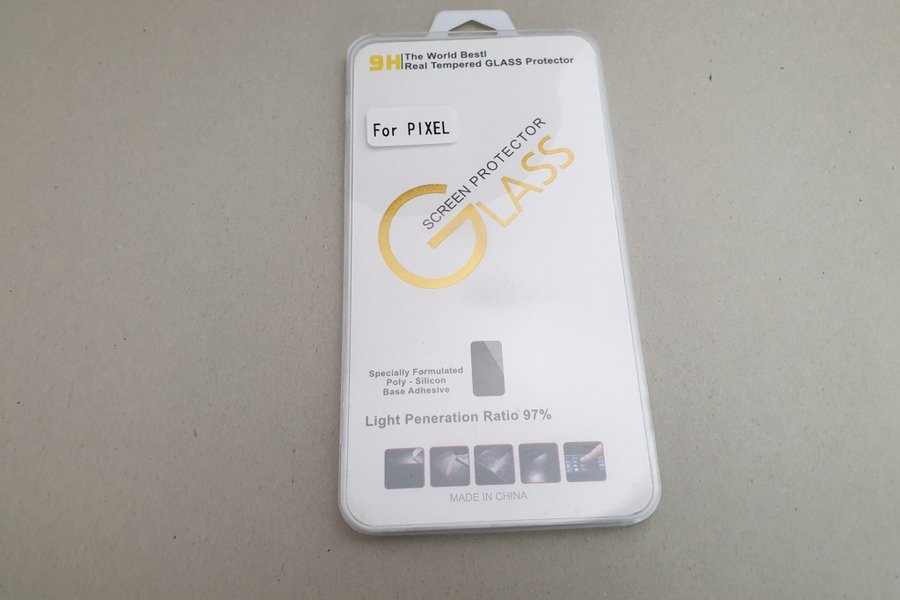 9H The World Best!
Real Tempered GLASS Protector
For PIXEL
SCREEN PROTECTOR
GLASS
Specially Formulated
Poly - Silicon
Base Adhesive
Light Peneration Ratio 97%
MADE IN CHINA